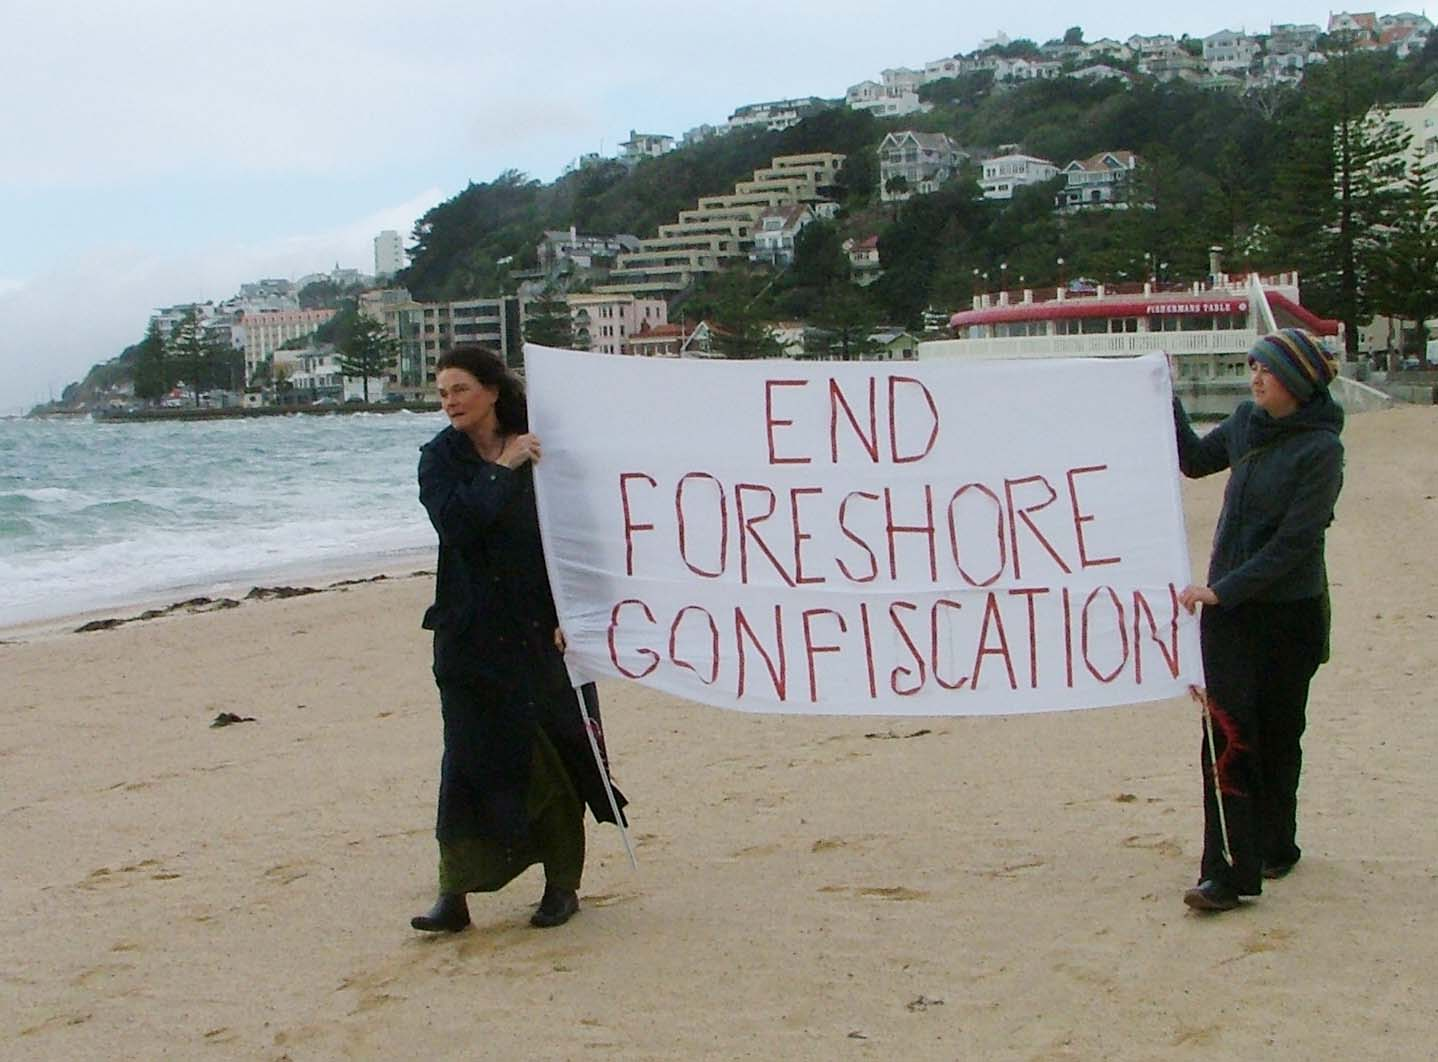 FISHERMANS TABLE
END
FORESHORE
CONFISCATION